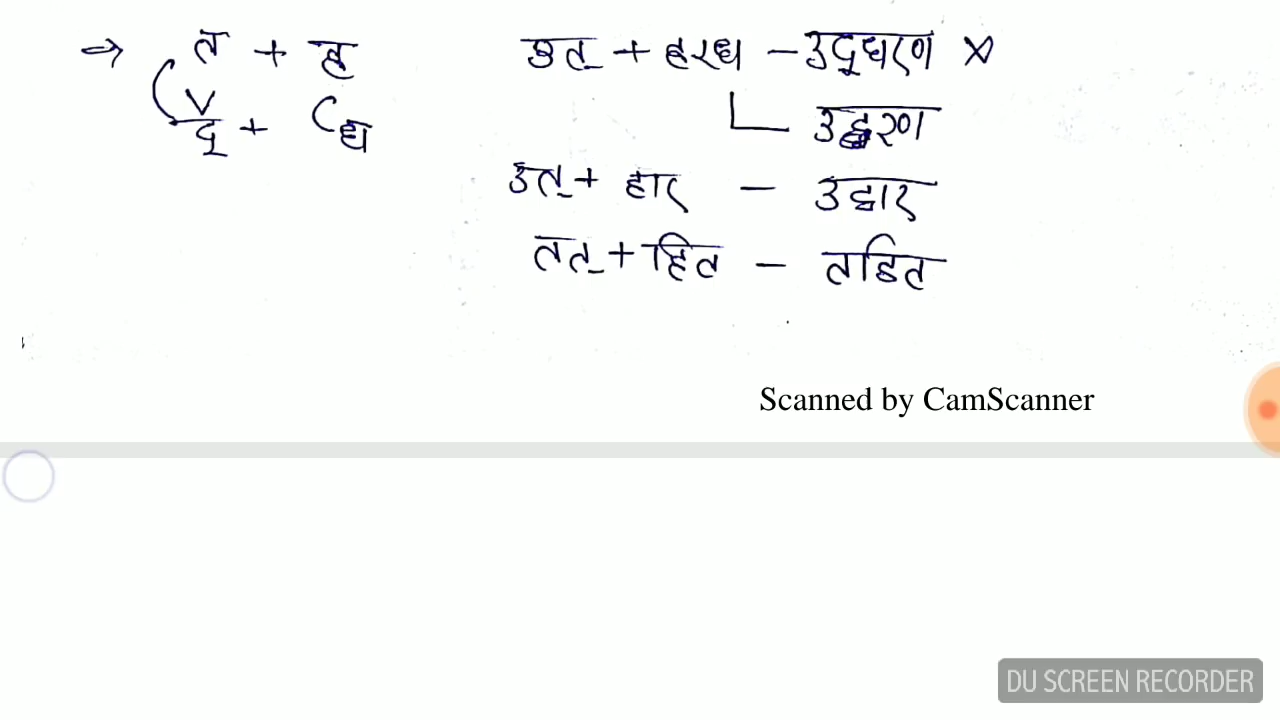 ⇒ त + ह उत् + हरण – उद्धरण ×
द् + ध उद्धरण
उत् + हार – उद्धार
तत् + हित – तद्धित
Scanned by CamScanner
DU SCREEN RECORDER